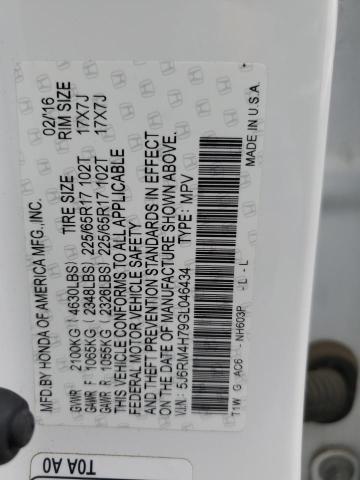 MFD.BY HONDA OF AMERICA MFG.,INC. 02/'16
TIRE SIZE RIM SIZE
GVWR 2100KG (4630LBS)
GAWR F 1065KG (2348LBS) 225/65R17 102T 17X7J
GAWR R 1055KG (2328LBS) 225/65R17 102T 17X7J
THIS VEHICLE CONFORMS TO ALL APPLICABLE
FEDERAL MOTOR VEHICLE SAFETY
AND THEFT PREVENTION STANDARDS IN EFFECT
ON THE DATE OF MANUFACTURE SHOWN ABOVE.
V.I.N.: 5J6RM4H79GL046434 TYPE: MPV
T1W G AC6 NH603P - L - L MADE IN U.S.A.
T0A A0